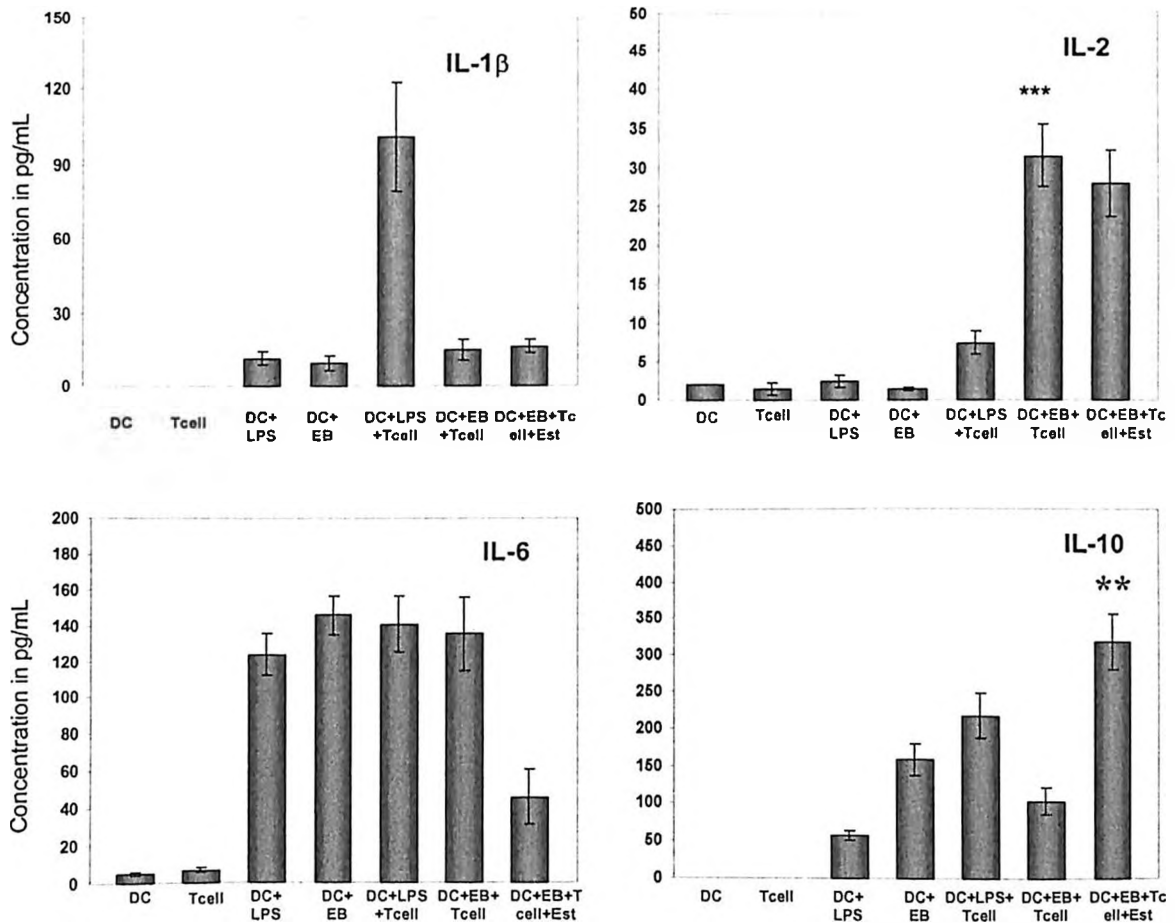 150
120
90
60
30
0
Concentration in pg/mL
IL-1β
DC
Tcell
DC+
LPS
DC+
EB
DC+LPS
+Tcell
DC+EB
+Tcell
DC+EB+Tc
ell+Est
50
45
40
35
30
25
20
15
10
5
0
IL-2
***
DC
Tcell
DC+
LPS
DC+
EB
DC+LPS
+Tcell
DC+EB+
Tcell
DC+EB+Tc
ell+Est
200
180
160
140
120
100
80
60
40
20
0
Concentration in pg/mL
IL-6
DC
Tcell
DC+
LPS
DC+
EB
DC+LPS
+Tcell
DC+EB+
Tcell
DC+EB+T
cell+Est
500
450
400
350
300
250
200
150
100
50
0
IL-10
**
DC
Tcell
DC+
LPS
DC+
EB
DC+LPS+
Tcell
DC+EB+
Tcell
DC+EB+Tc
ell+Est